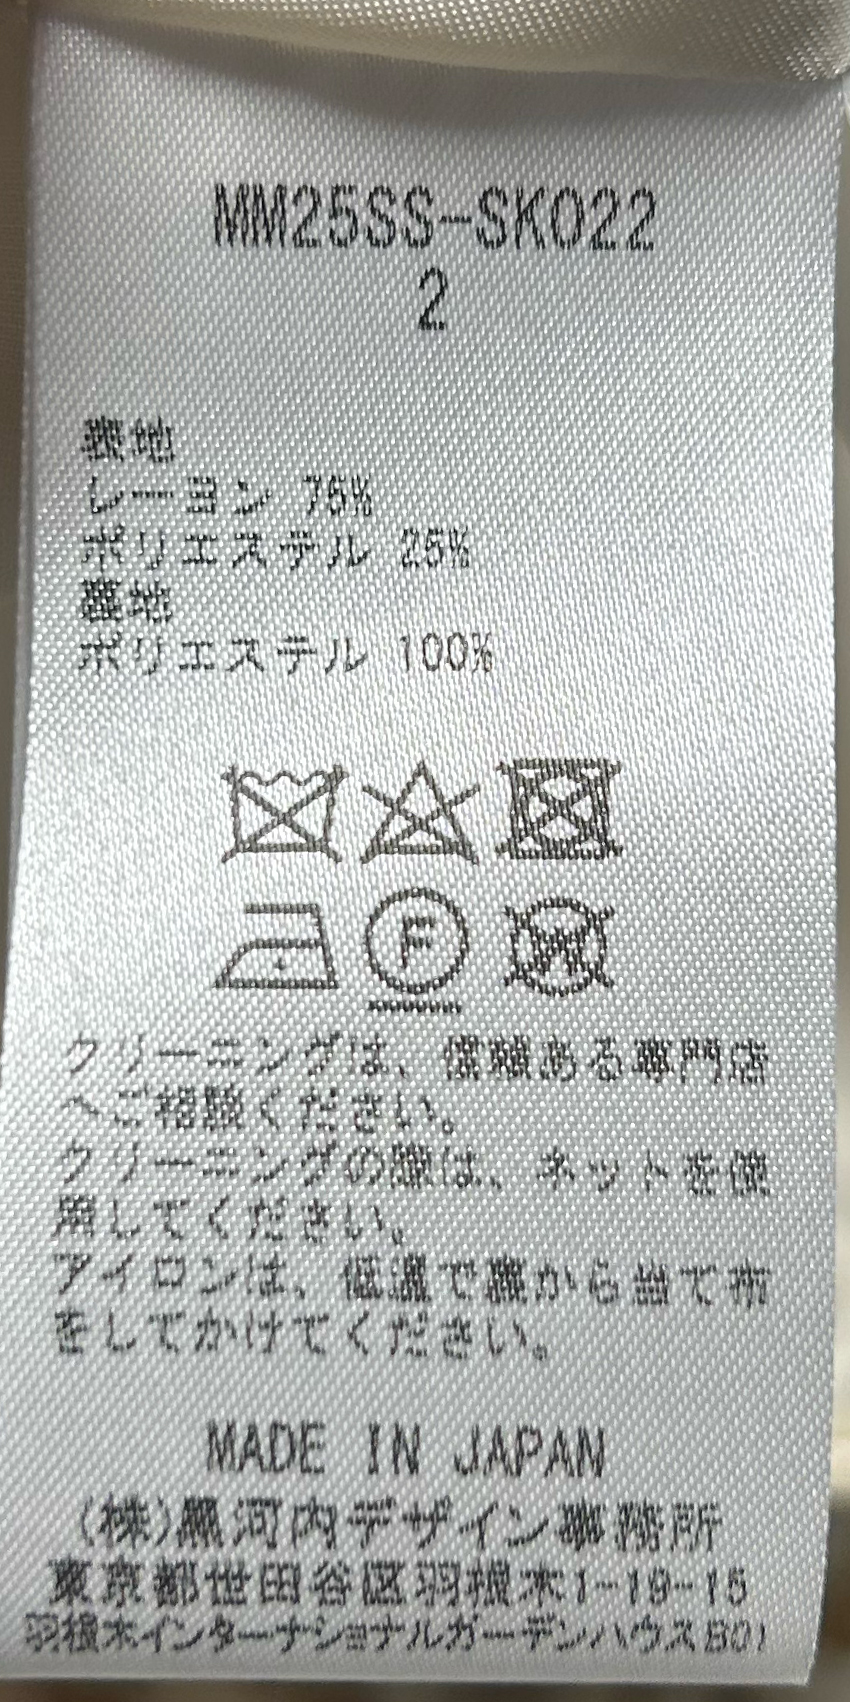 MM25SS-SK022
2
表地
レーヨン 75%
ポリエステル 25%
裏地
ポリエステル 100%
F
W
クリーニングは、信頼ある専門店
へご相談ください。
クリーニングの際は、ネットを使
用してください。
アイロンは、低温で裏から当て布
をしてかけてください。
MADE IN JAPAN
(株)黒河内デザイン事務所
東京都世田谷区羽根木1-19-15
羽根木インターナショナルガーデンハウスB01